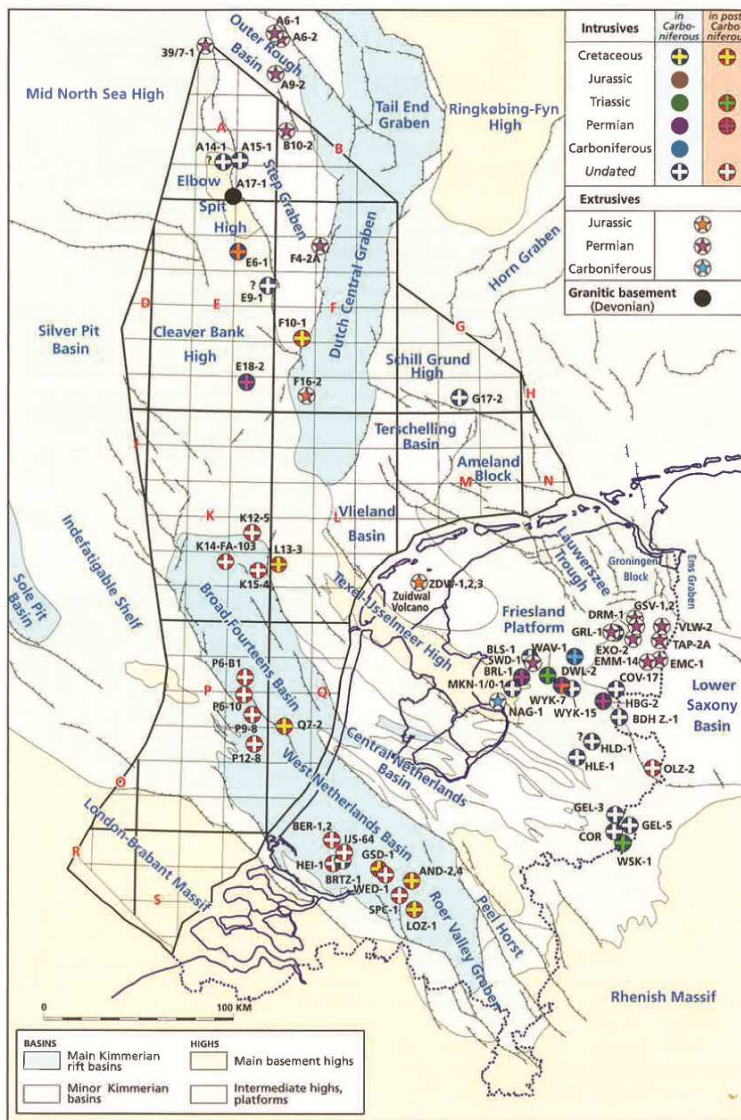 A6-1
A6-2
39/7-1
Outer Rough
Basin
A9-2
Mid North Sea High
Tail End
Graben
Ringkøbing-Fyn
High
A
B
B10-2
A14-1
A15-1
?
Elbow
Spit
High
A17-1
Step Graben
F4-2A
E6-1
?
E9-1
Dutch Central Graben
Horn Graben
D
E
F
G
Silver Pit
Basin
Cleaver Bank
High
F10-1
E18-2
F16-2
Schill Grund
High
G17-2
H
Terschelling
Basin
Ameland
Block
J
M
N
K
L
Vlieland
Basin
K12-5
K14-FA-103
L13-3
K15-4
Indefatigable Shelf
Sole Pit
Basin
Broad Fourteens Basin
Texel-IJsselmeer High
ZDW-1,2,3
Zuidwal
Volcano
Lauwerszee
Trough
Groningen
Block
Ems Graben
Friesland
Platform
DRM-1
GSV-1,2
GRL-1
VLW-2
EXO-2
TAP-2A
EMM-14
EMC-1
BLS-1
WAV-1
SWD-1
BRL-1
DWL-2
COV-17
MKN-1/0-1
WYK-7
HBG-2
NAG-1
WYK-15
BDH Z.-1
Lower
Saxony
Basin
P6-B1
P
Q
P6-10
P9-8
Q7-2
P12-8
?
HLD-1
HLE-1
OLZ-2
Central Netherlands
Basin
West Netherlands Basin
O
London-Brabant Massif
R
S
GEL-3
GEL-5
COR
WSK-1
BER-1,2
IJS-64
HEI-1
GSD-1
BRTZ-1
AND-2,4
WED-1
SPC-1
LOZ-1
Roer Valley Graben
Peel Horst
Rhenish Massif
0
100 KM
Intrusives
in
Carbo-
niferous
in post
Carbo-
niferous
Cretaceous
Jurassic
Triassic
Permian
Carboniferous
Undated
Extrusives
Jurassic
Permian
Carboniferous
Granitic basement
(Devonian)
BASINS
HIGHS
Main Kimmerian
rift basins
Main basement highs
Minor Kimmerian
basins
Intermediate highs,
platforms